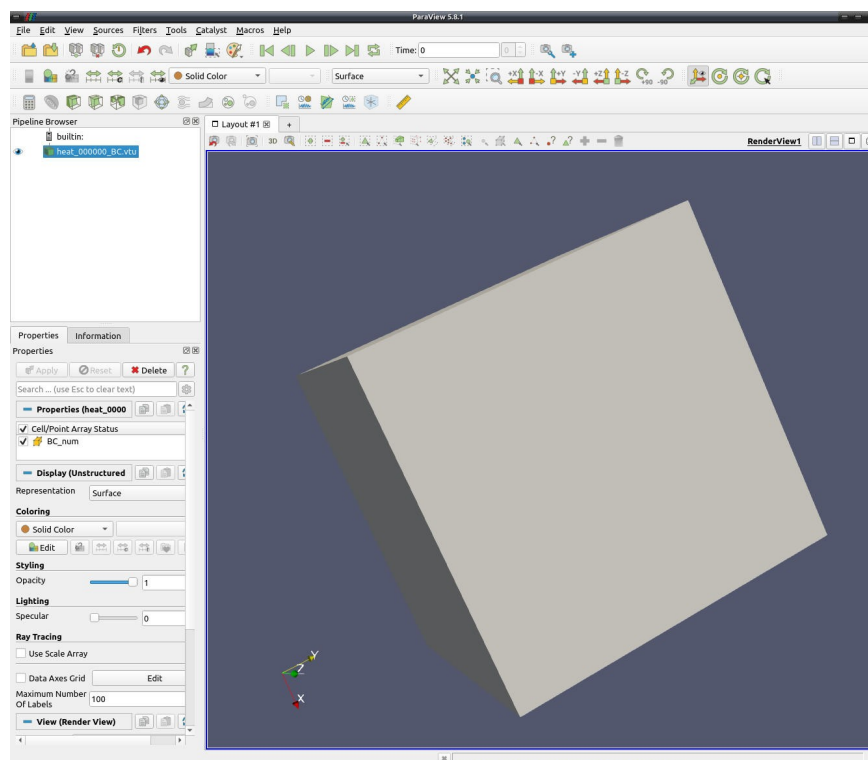 ParaView 5.8.1
File Edit View Sources Filters Tools Catalyst Macros Help
Time: 0 0
Solid Color Surface +X -X +Y -Y +Z -Z +90 -90
Pipeline Browser
builtin:
heat_000000_BC.vtu
Layout #1 +
3D RenderView1
Properties Information
Properties
Apply Reset Delete ?
Search ... (use Esc to clear text)
Properties (heat_0000
Cell/Point Array Status
BC_num
Display (Unstructured
Representation Surface
Coloring
Solid Color
Edit
Styling
Opacity 1
Lighting
Specular 0
Ray Tracing
Use Scale Array
Data Axes Grid Edit
Maximum Number
Of Labels 100
View (Render View)
Y
Z
X